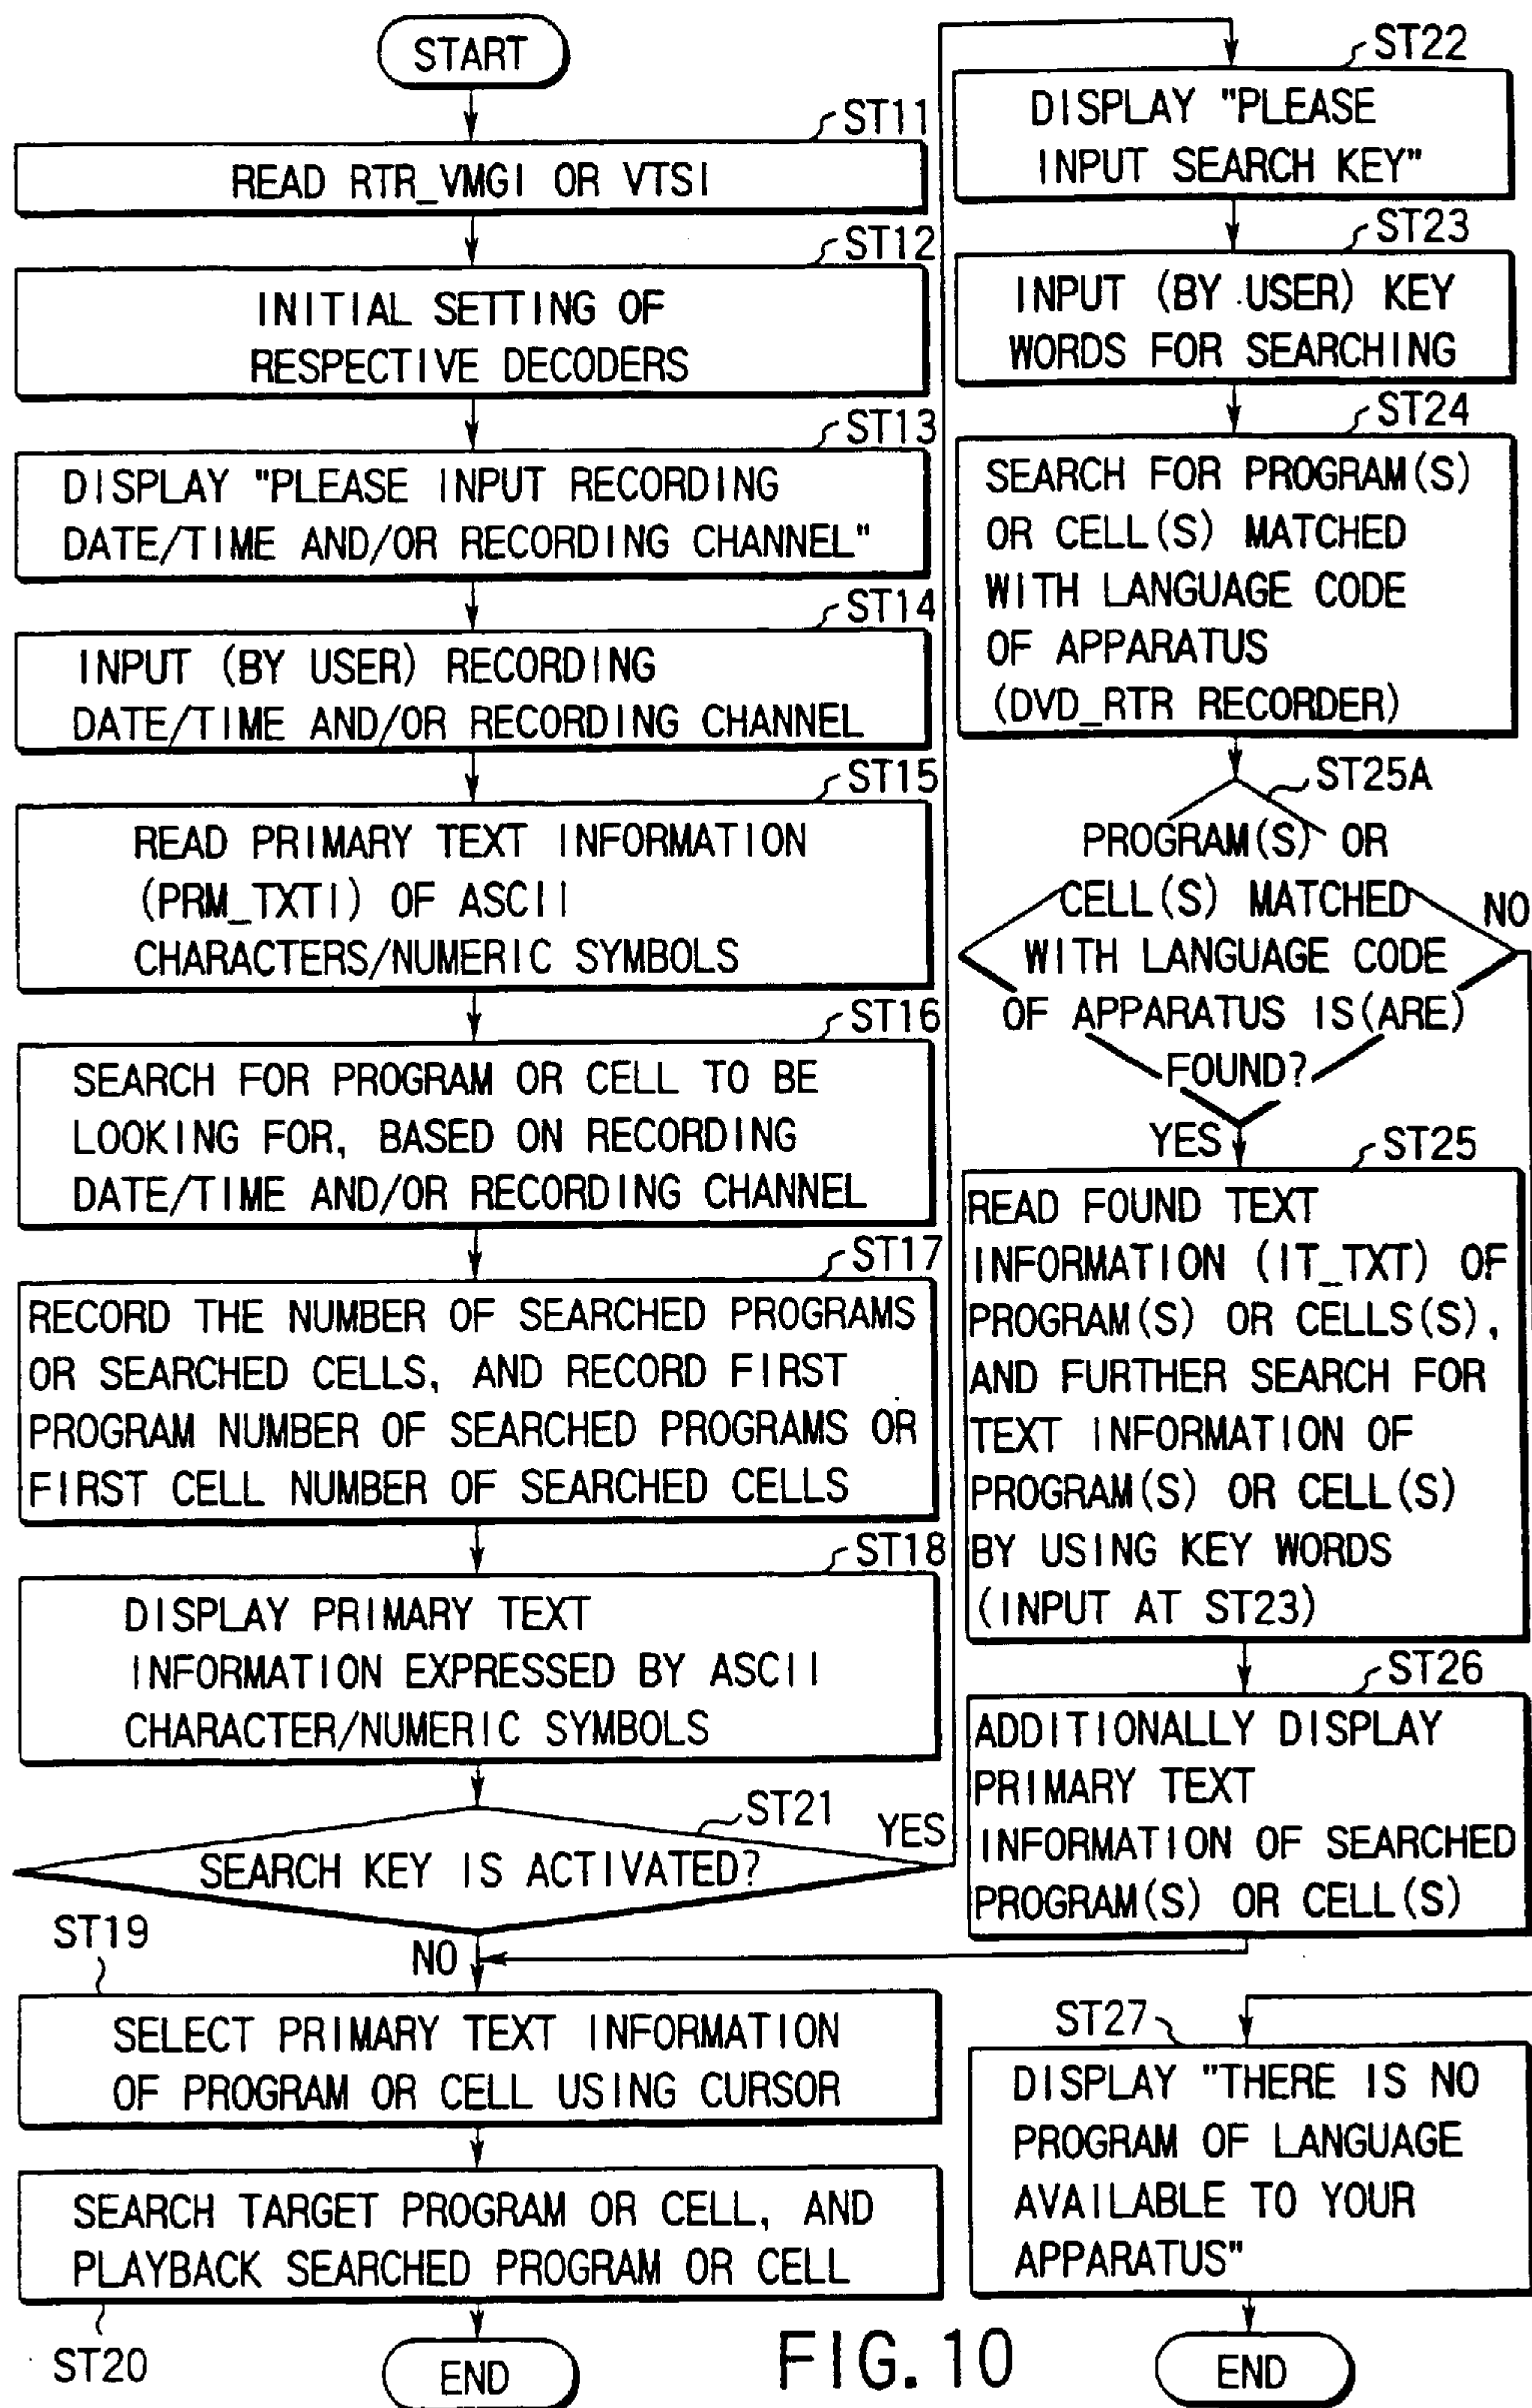 START
ST11
READ RTR_VMGI OR VTSI
ST12
INITIAL SETTING OF
RESPECTIVE DECODERS
ST13
DISPLAY "PLEASE INPUT RECORDING
DATE/TIME AND/OR RECORDING CHANNEL"
ST14
INPUT (BY USER) RECORDING
DATE/TIME AND/OR RECORDING CHANNEL
ST15
READ PRIMARY TEXT INFORMATION
(PRM_TXTI) OF ASCII
CHARACTERS/NUMERIC SYMBOLS
ST16
SEARCH FOR PROGRAM OR CELL TO BE
LOOKING FOR, BASED ON RECORDING
DATE/TIME AND/OR RECORDING CHANNEL
ST17
RECORD THE NUMBER OF SEARCHED PROGRAMS
OR SEARCHED CELLS, AND RECORD FIRST
PROGRAM NUMBER OF SEARCHED PROGRAMS OR
FIRST CELL NUMBER OF SEARCHED CELLS
ST18
DISPLAY PRIMARY TEXT
INFORMATION EXPRESSED BY ASCII
CHARACTER/NUMERIC SYMBOLS
ST21
YES
SEARCH KEY IS ACTIVATED?
ST19
NO
SELECT PRIMARY TEXT INFORMATION
OF PROGRAM OR CELL USING CURSOR
SEARCH TARGET PROGRAM OR CELL, AND
PLAYBACK SEARCHED PROGRAM OR CELL
ST20
END
ST22
DISPLAY "PLEASE
INPUT SEARCH KEY"
ST23
INPUT (BY USER) KEY
WORDS FOR SEARCHING
ST24
SEARCH FOR PROGRAM(S)
OR CELL(S) MATCHED
WITH LANGUAGE CODE
OF APPARATUS
(DVD_RTR RECORDER)
ST25A
PROGRAM(S) OR
CELL(S) MATCHED
NO
WITH LANGUAGE CODE
OF APPARATUS IS(ARE)
FOUND?
YES
ST25
READ FOUND TEXT
INFORMATION (IT_TXT) OF
PROGRAM(S) OR CELLS(S),
AND FURTHER SEARCH FOR
TEXT INFORMATION OF
PROGRAM(S) OR CELL(S)
BY USING KEY WORDS
(INPUT AT ST23)
ST26
ADDITIONALLY DISPLAY
PRIMARY TEXT
INFORMATION OF SEARCHED
PROGRAM(S) OR CELL(S)
ST27
DISPLAY "THERE IS NO
PROGRAM OF LANGUAGE
AVAILABLE TO YOUR
APPARATUS"
END
FIG.10